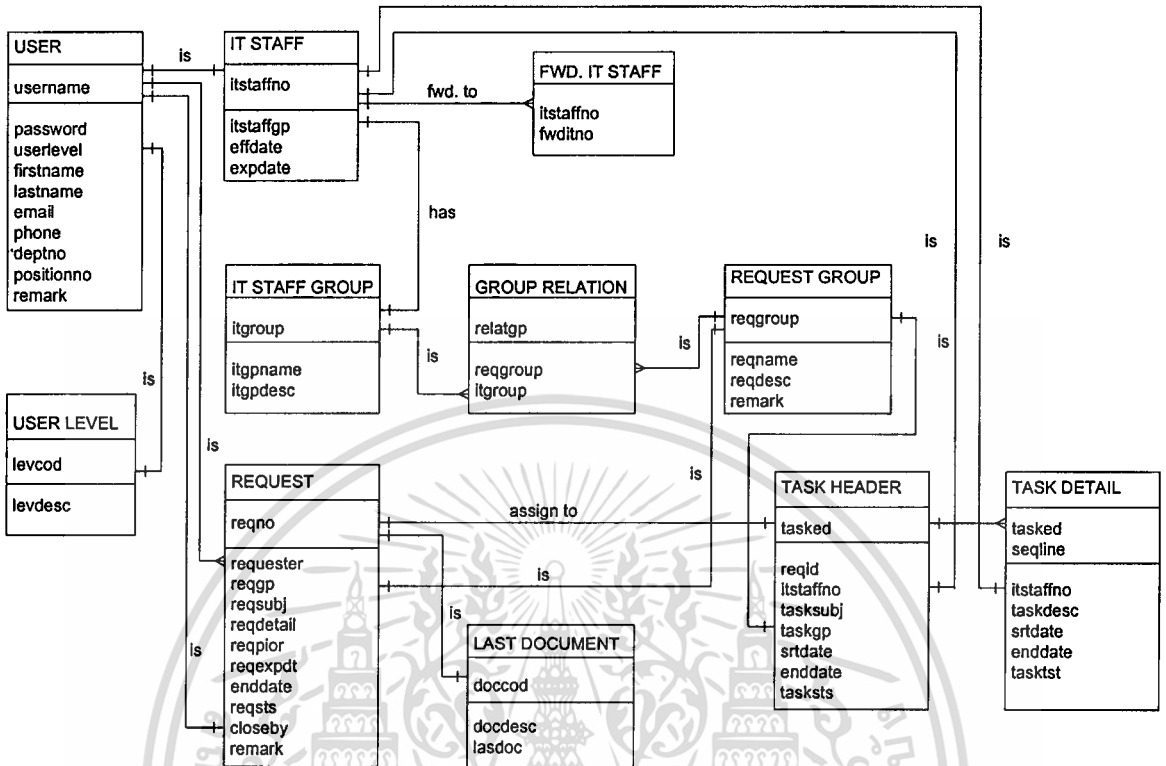 USER
username
password
userlevel
firstname
lastname
email
phone
deptno
positionno
remark
is
IT STAFF
itstaffno
itstaffgp
effdate
expdate
fwd. to
FWD. IT STAFF
itstaffno
fwditno
has
is
is
IT STAFF GROUP
itgroup
itgpname
itgpdesc
is
GROUP RELATION
relatgp
reqgroup
itgroup
is
REQUEST GROUP
reqgroup
reqname
reqdesc
remark
is
is
USER LEVEL
levcod
levdesc
is
is
REQUEST
reqno
requester
reqgp
reqsubj
reqdetail
reqpior
reqexpdt
enddate
reqsts
closeby
remark
is
assign to
is
is
LAST DOCUMENT
doccod
docdesc
lasdoc
TASK HEADER
tasked
reqid
itstaffno
tasksubj
taskgp
srtdate
enddate
tasksts
TASK DETAIL
tasked
seqline
itstaffno
taskdesc
srtdate
enddate
tasktst